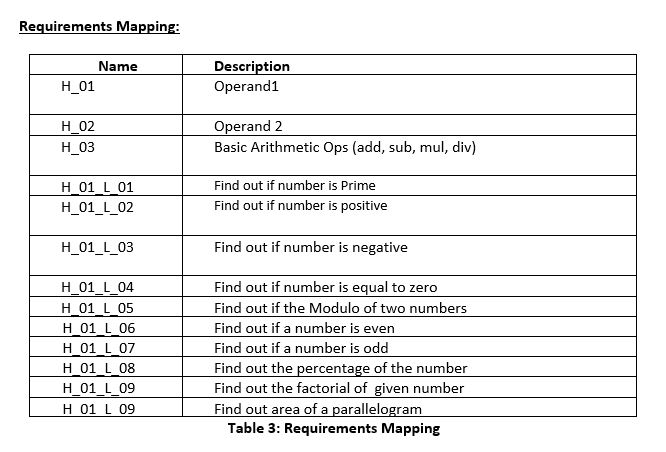 Requirements Mapping:
Name Description
H_01 Operand1
H_02 Operand 2
H_03 Basic Arithmetic Ops (add, sub, mul, div)
H_01_L_01 Find out if number is Prime
H_01_L_02 Find out if number is positive
H_01_L_03 Find out if number is negative
H_01_L_04 Find out if number is equal to zero
H_01_L_05 Find out if the Modulo of two numbers
H_01_L_06 Find out if a number is even
H_01_L_07 Find out if a number is odd
H_01_L_08 Find out the percentage of the number
H_01_L_09 Find out the factorial of given number
H_01_L_09 Find out area of a parallelogram
Table 3: Requirements Mapping